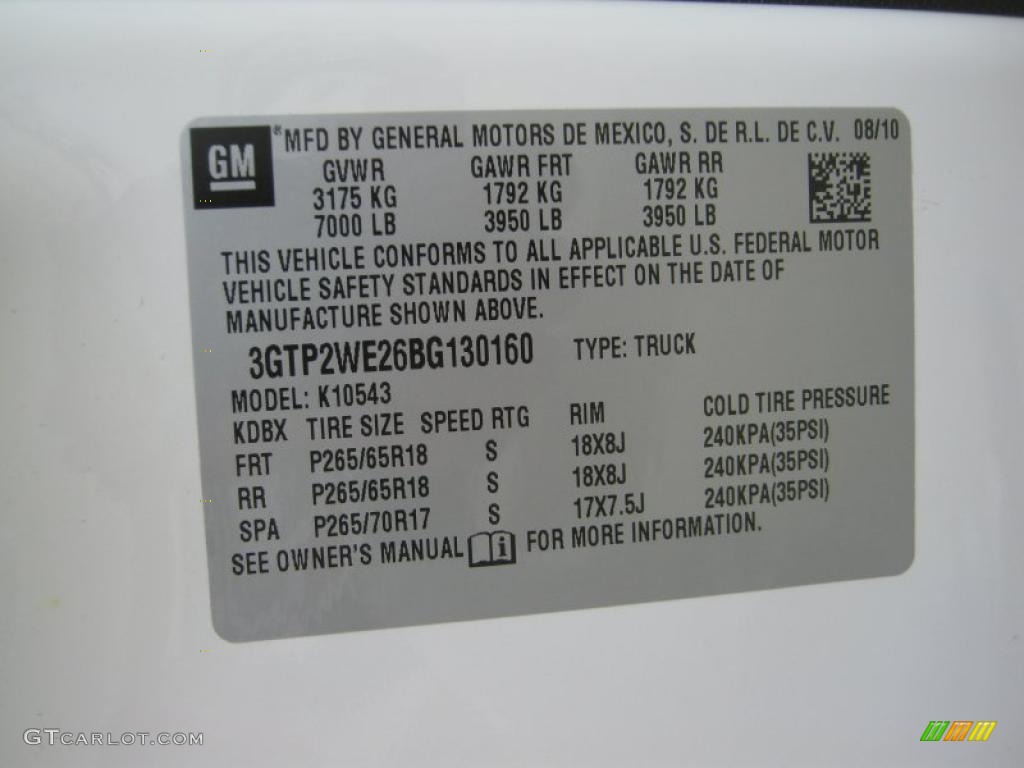 GM
*MFD BY GENERAL MOTORS DE MEXICO, S. DE R.L. DE C.V. 08/10
GVWR GAWR FRT GAWR RR
3175 KG 1792 KG 1792 KG
7000 LB 3950 LB 3950 LB
THIS VEHICLE CONFORMS TO ALL APPLICABLE U.S. FEDERAL MOTOR
VEHICLE SAFETY STANDARDS IN EFFECT ON THE DATE OF
MANUFACTURE SHOWN ABOVE.
3GTP2WE26BG130160 TYPE: TRUCK
MODEL: K10543
KDBX TIRE SIZE SPEED RTG RIM COLD TIRE PRESSURE
FRT P265/65R18 S 18X8J 240KPA(35PSI)
RR P265/65R18 S 18X8J 240KPA(35PSI)
SPA P265/70R17 S 17X7.5J 240KPA(35PSI)
SEE OWNER'S MANUAL i FOR MORE INFORMATION.
GTCARLOT.COM